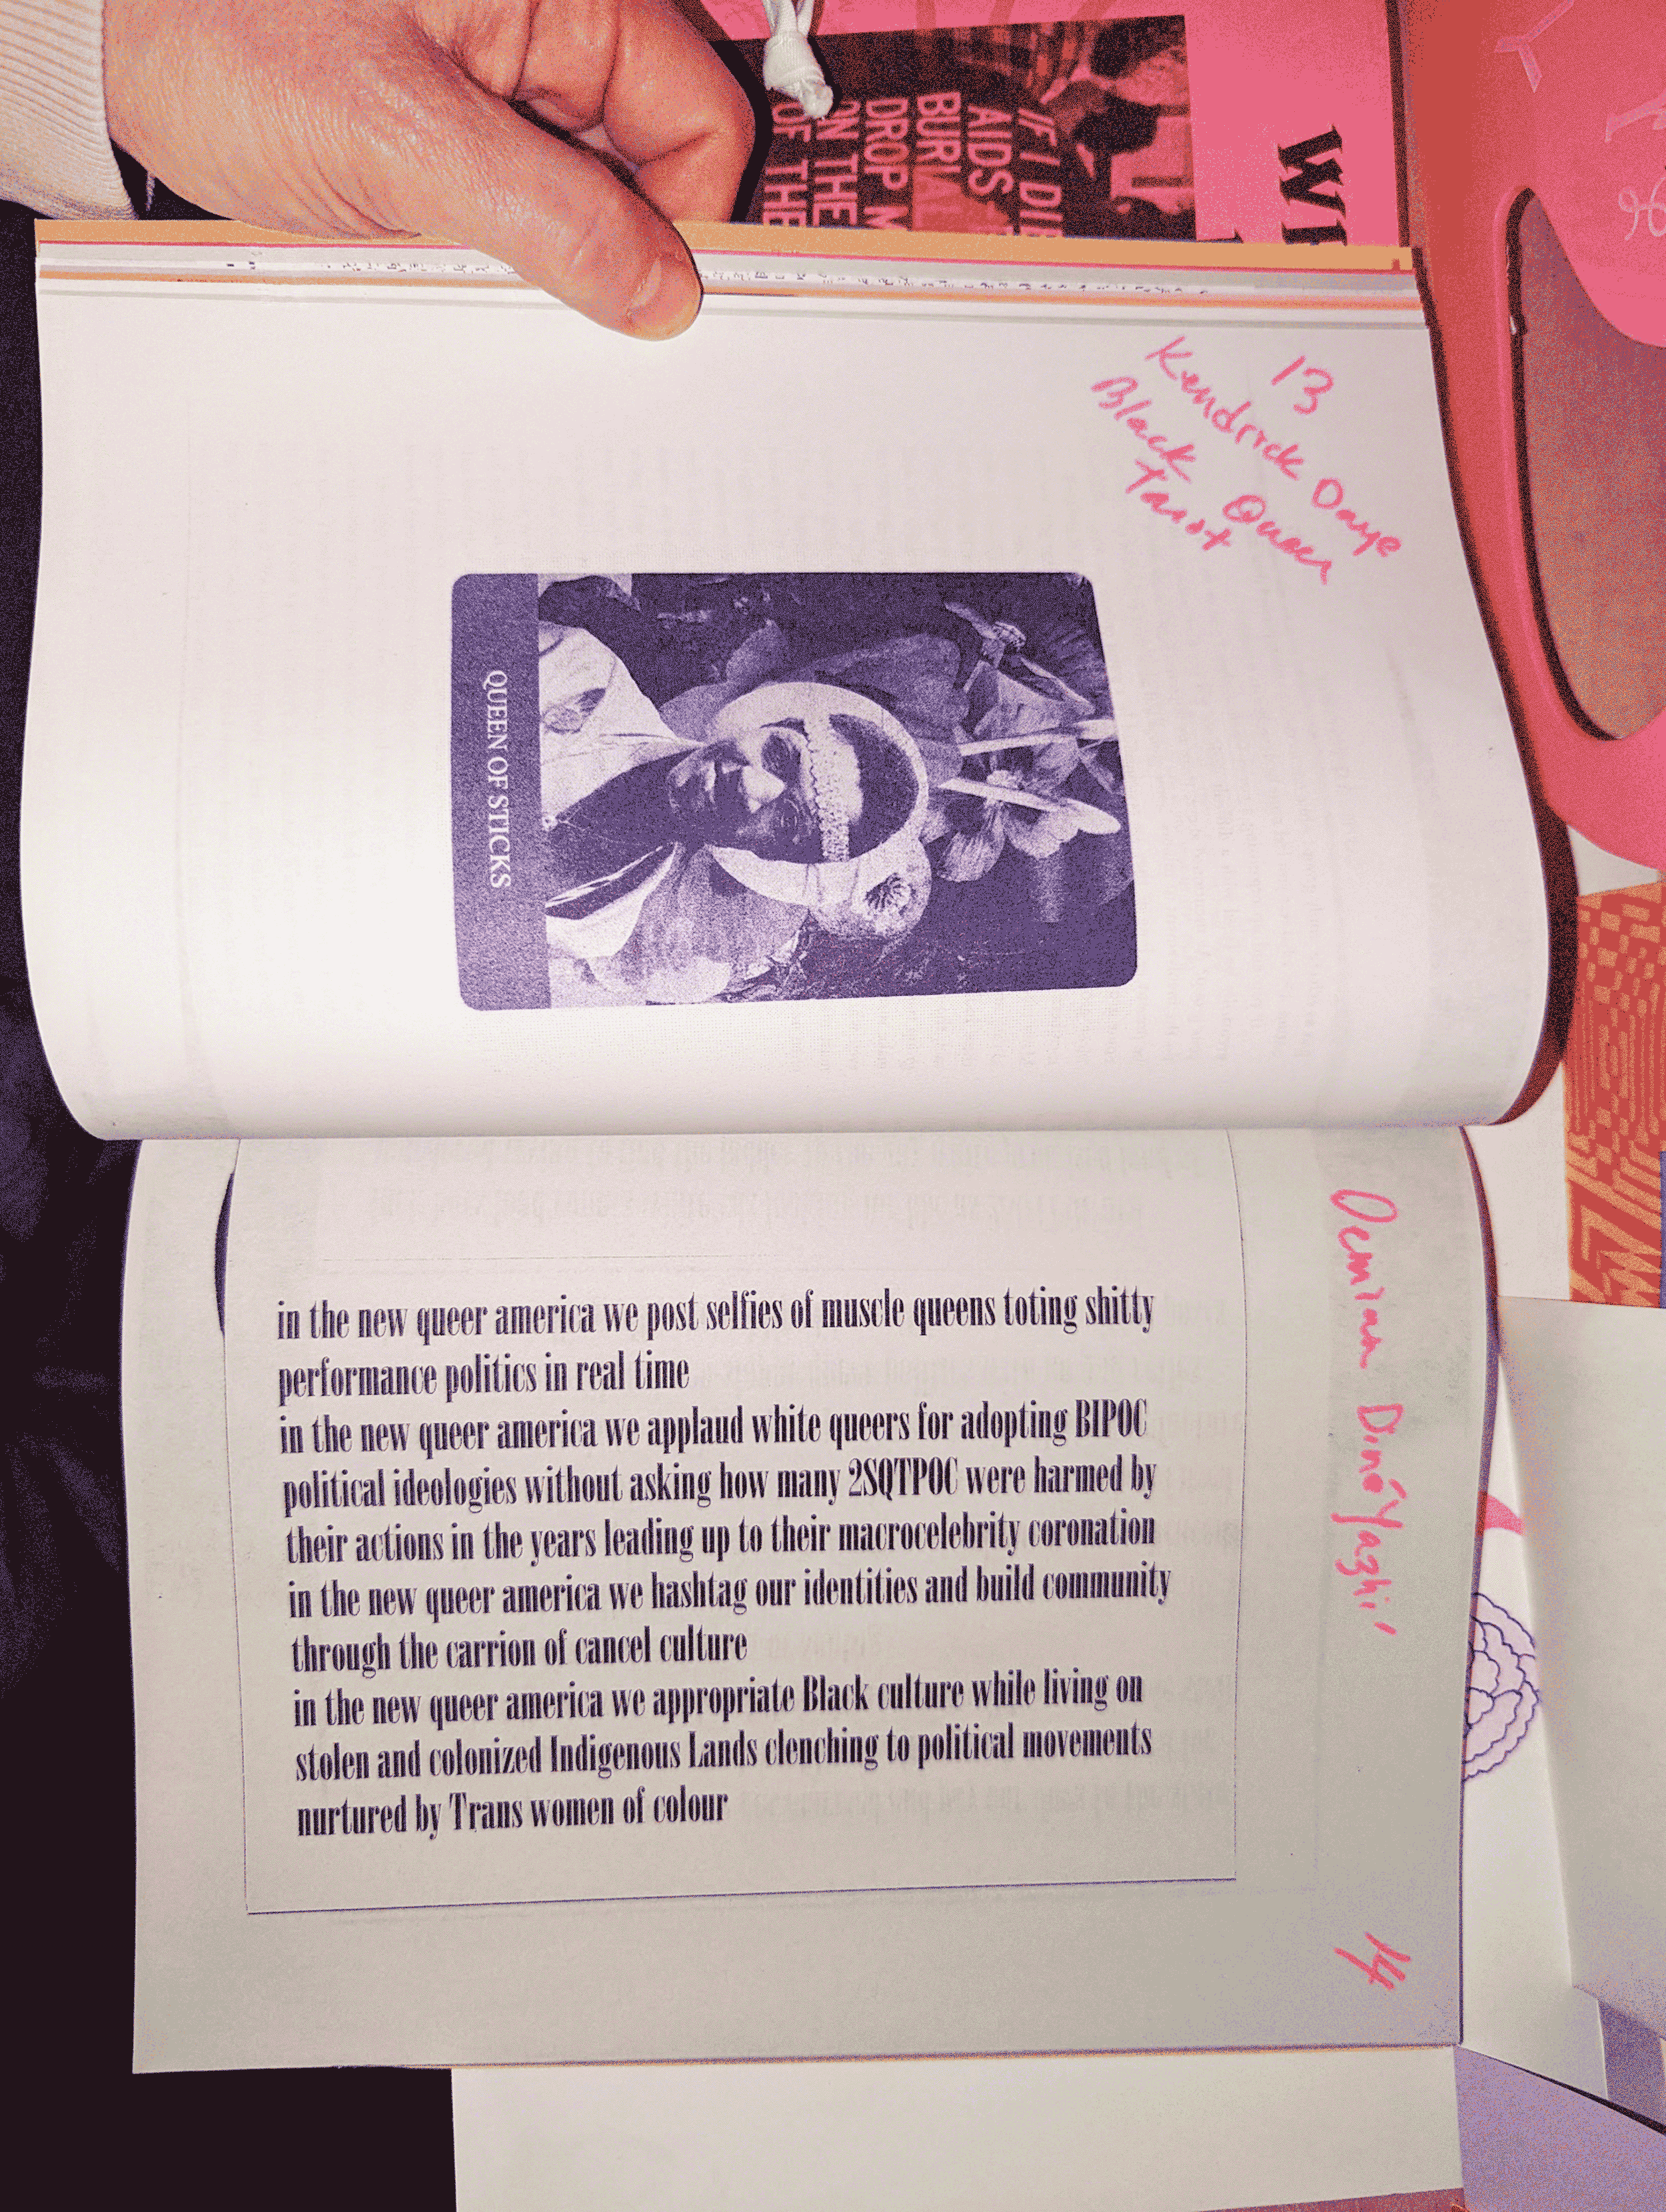 IF I DIE
AIDS
BURIAL
DROP M
ON THE
OF THE
13
Kendrick Daye
Black Queer
Tarot
QUEEN OF STICKS
in the new queer america we post selfies of muscle queens toting shitty
performance politics in real time
in the new queer america we applaud white queers for adopting BIPOC
political ideologies without asking how many 2SQTPOC were harmed by
their actions in the years leading up to their macrocelebrity coronation
in the new queer america we hashtag our identities and build community
through the carrion of cancel culture
in the new queer america we appropriate Black culture while living on
stolen and colonized Indigenous Lands clenching to political movements
nurtured by Trans women of colour
Demian Dinéyazhi'
14